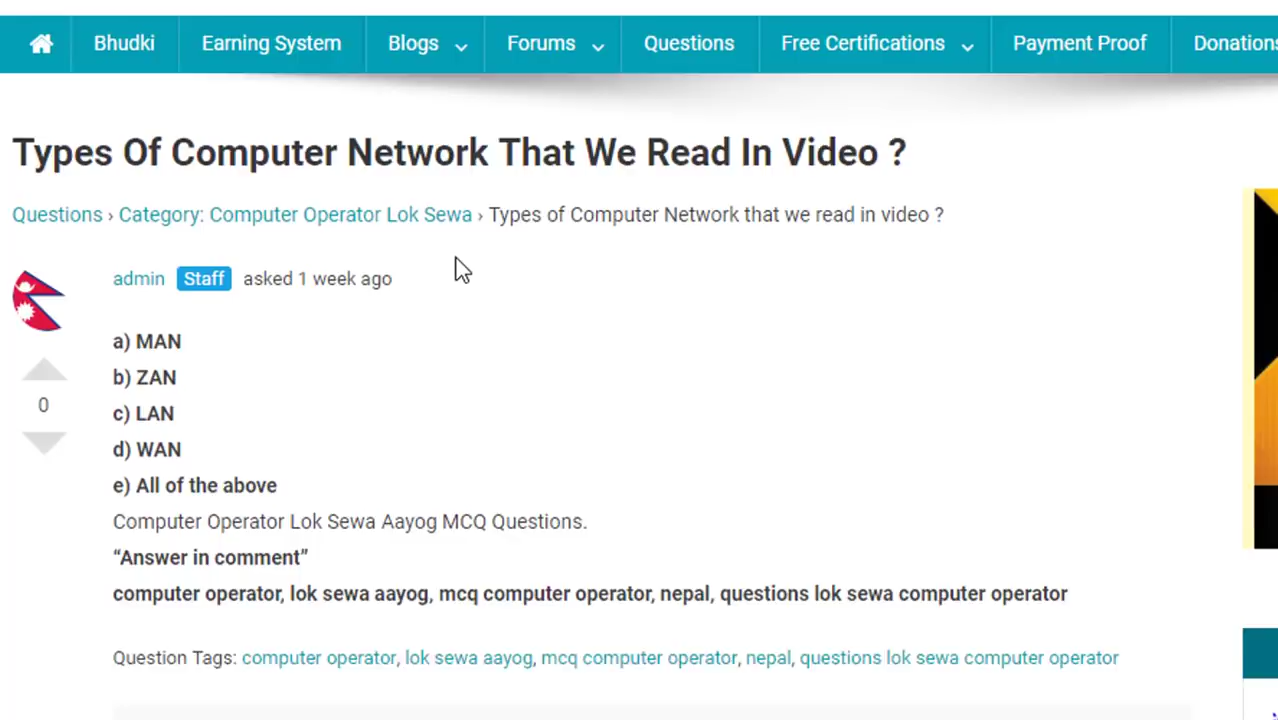 Bhudki Earning System Blogs Forums Questions Free Certifications Payment Proof Donations
Types Of Computer Network That We Read In Video ?
Questions › Category: Computer Operator Lok Sewa › Types of Computer Network that we read in video ?
admin Staff asked 1 week ago
a) MAN
b) ZAN
0
c) LAN
d) WAN
e) All of the above
Computer Operator Lok Sewa Aayog MCQ Questions.
“Answer in comment”
computer operator, lok sewa aayog, mcq computer operator, nepal, questions lok sewa computer operator
Question Tags: computer operator, lok sewa aayog, mcq computer operator, nepal, questions lok sewa computer operator